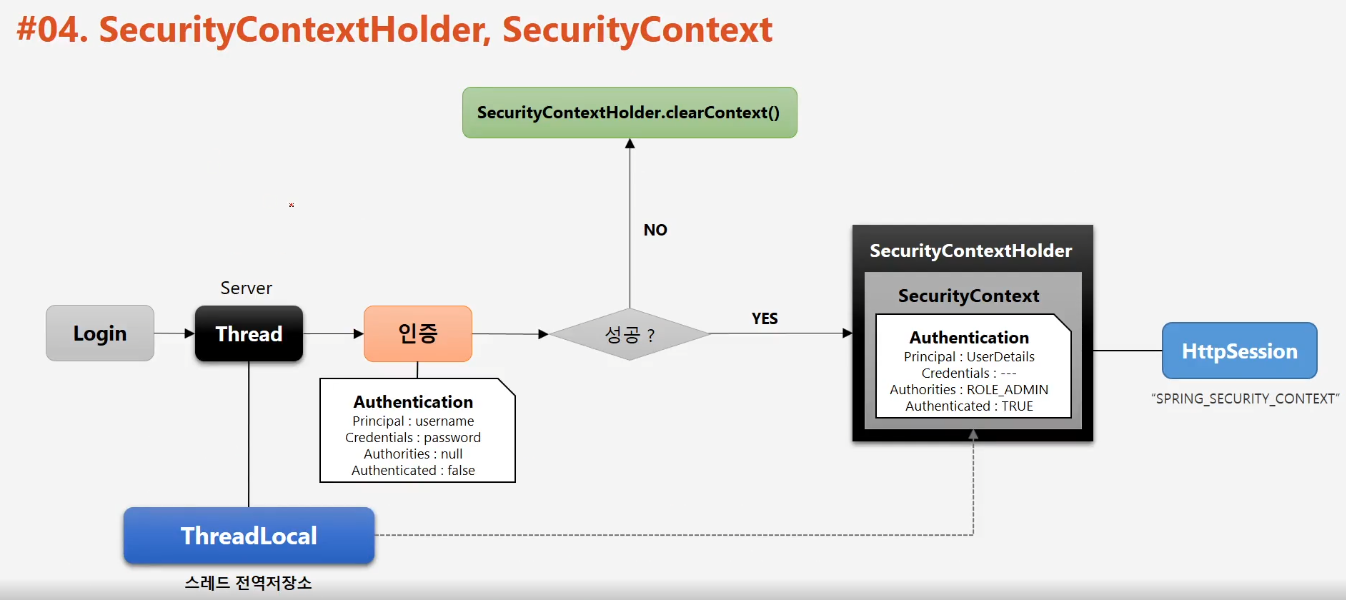 #04. SecurityContextHolder, SecurityContext
SecurityContextHolder.clearContext()
NO
Server
Login
Thread
인증
성공 ?
YES
SecurityContextHolder
SecurityContext
Authentication
Principal : UserDetails
Credentials : ---
Authorities : ROLE_ADMIN
Authenticated : TRUE
HttpSession
"SPRING_SECURITY_CONTEXT"
Authentication
Principal : username
Credentials : password
Authorities : null
Authenticated : false
ThreadLocal
스레드 전역저장소